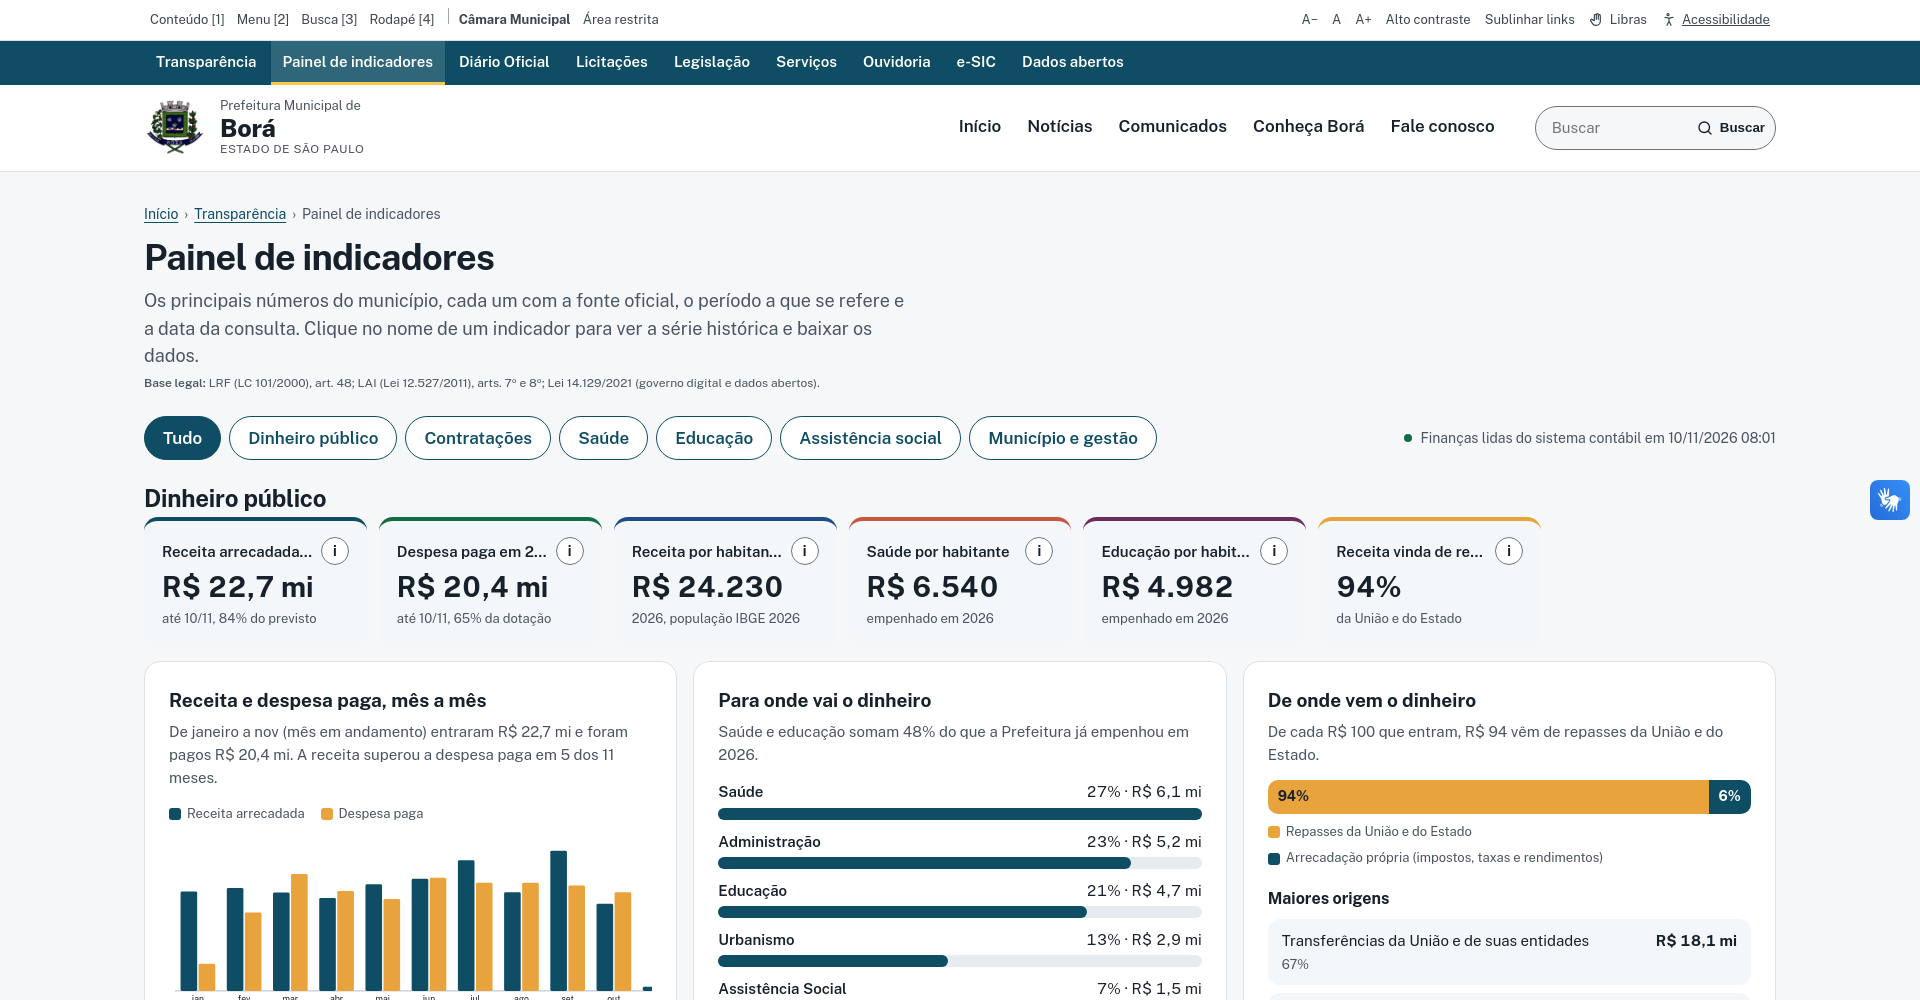 Conteúdo [1] Menu [2] Busca [3] Rodapé [4] Câmara Municipal Área restrita A− A A+ Alto contraste Sublinhar links Libras Acessibilidade
Transparência Painel de indicadores Diário Oficial Licitações Legislação Serviços Ouvidoria e-SIC Dados abertos
Prefeitura Municipal de
Borá
ESTADO DE SÃO PAULO
Início Notícias Comunicados Conheça Borá Fale conosco Buscar Buscar
Início › Transparência › Painel de indicadores
Painel de indicadores
Os principais números do município, cada um com a fonte oficial, o período a que se refere e
a data da consulta. Clique no nome de um indicador para ver a série histórica e baixar os
dados.
Base legal: LRF (LC 101/2000), art. 48; LAI (Lei 12.527/2011), arts. 7º e 8º; Lei 14.129/2021 (governo digital e dados abertos).
Tudo Dinheiro público Contratações Saúde Educação Assistência social Município e gestão Finanças lidas do sistema contábil em 10/11/2026 08:01
Dinheiro público
Receita arrecadada... i
R$ 22,7 mi
até 10/11, 84% do previsto
Despesa paga em 2... i
R$ 20,4 mi
até 10/11, 65% da dotação
Receita por habitan... i
R$ 24.230
2026, população IBGE 2026
Saúde por habitante i
R$ 6.540
empenhado em 2026
Educação por habit... i
R$ 4.982
empenhado em 2026
Receita vinda de re... i
94%
da União e do Estado
Receita e despesa paga, mês a mês
De janeiro a nov (mês em andamento) entraram R$ 22,7 mi e foram
pagos R$ 20,4 mi. A receita superou a despesa paga em 5 dos 11
meses.
Receita arrecadada Despesa paga
jan fev mar abr mai jun jul ago set out
Para onde vai o dinheiro
Saúde e educação somam 48% do que a Prefeitura já empenhou em
2026.
Saúde 27% · R$ 6,1 mi
Administração 23% · R$ 5,2 mi
Educação 21% · R$ 4,7 mi
Urbanismo 13% · R$ 2,9 mi
Assistência Social 7% · R$ 1,5 mi
De onde vem o dinheiro
De cada R$ 100 que entram, R$ 94 vêm de repasses da União e do
Estado.
94% 6%
Repasses da União e do Estado
Arrecadação própria (impostos, taxas e rendimentos)
Maiores origens
Transferências da União e de suas entidades R$ 18,1 mi
67%